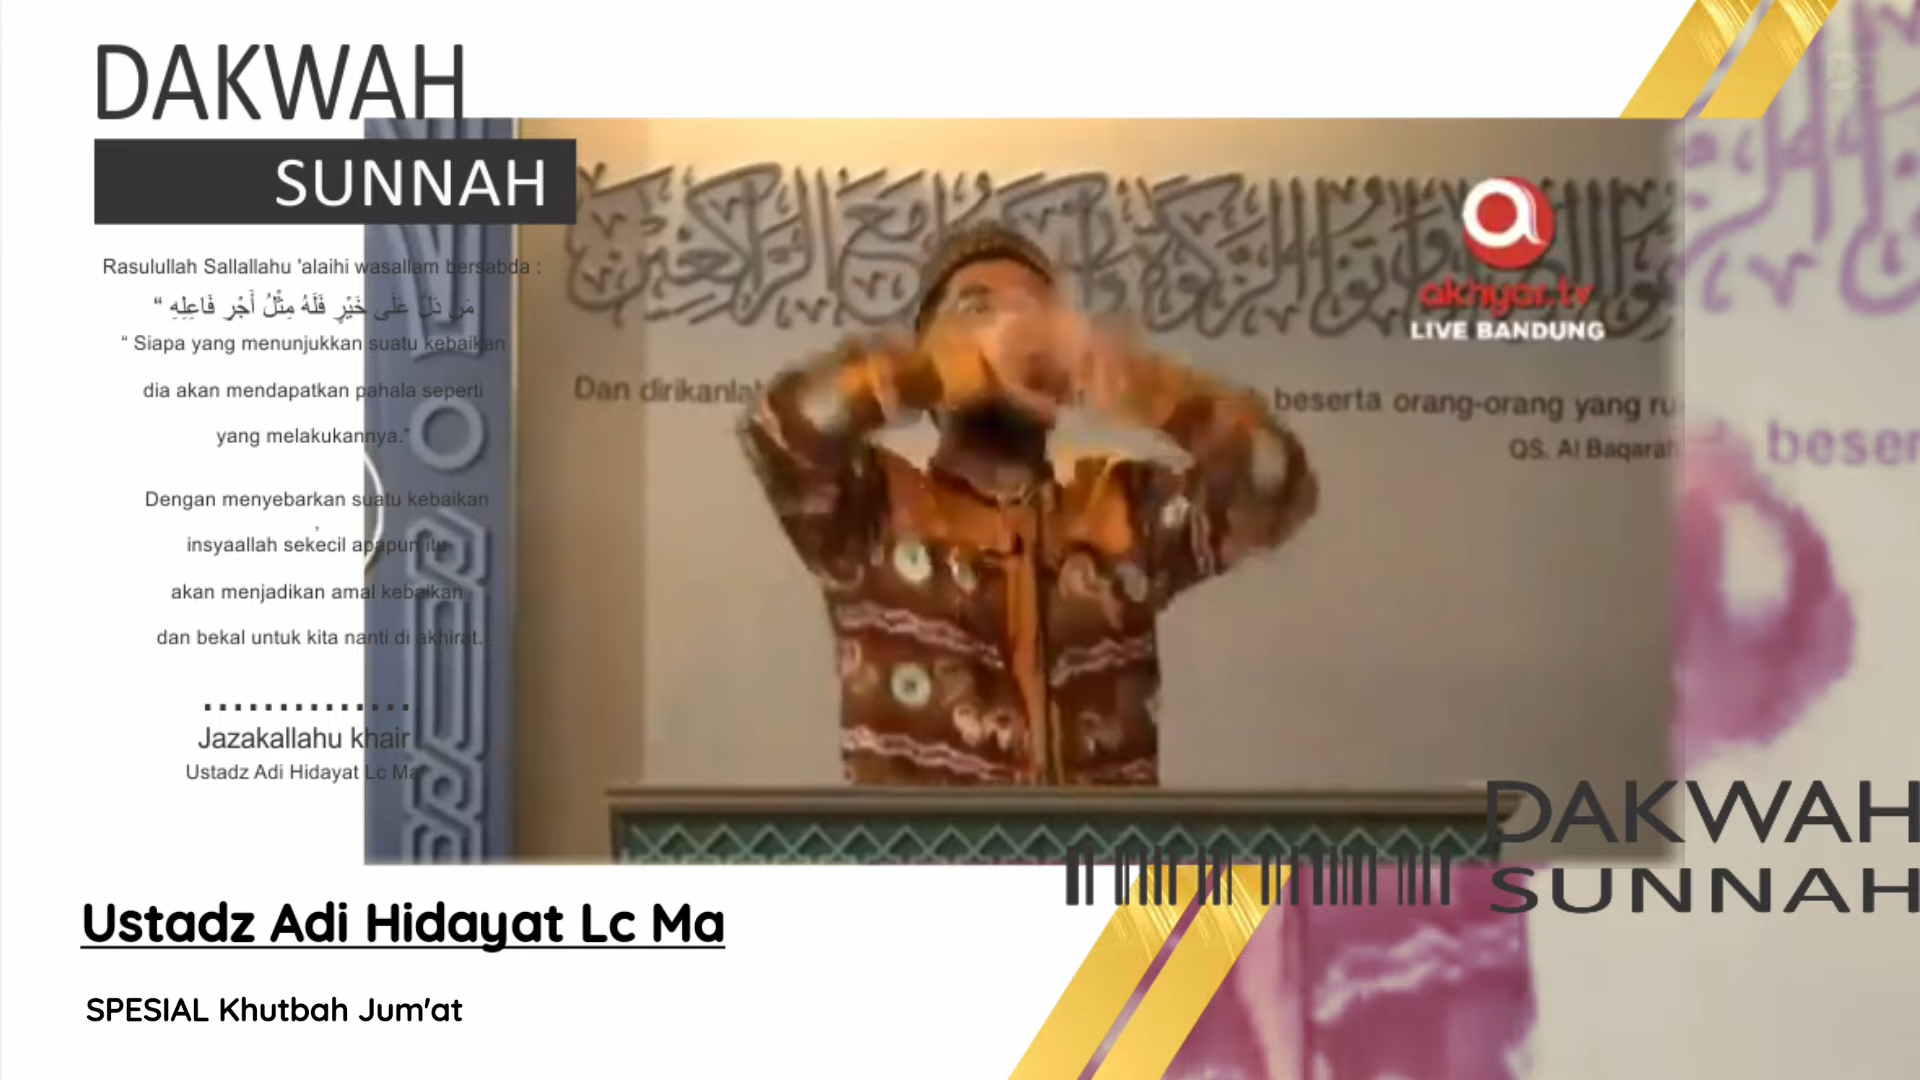 DAKWAH
SUNNAH
Rasulullah Sallallahu 'alaihi wasallam bersabda :
“ مَن دَلَّ عَلَى خَيْرٍ فَلَهُ مِثْلُ أَجْرِ فَاعِلِهِ
“ Siapa yang menunjukkan suatu kebaikan
dia akan mendapatkan pahala seperti
yang melakukannya.”
Dengan menyebarkan suatu kebaikan
insyaallah sekecil apapun itu
akan menjadikan amal kebaikan
dan bekal untuk kita nanti di akhirat.
Jazakallahu khair
Ustadz Adi Hidayat Lc Ma
akhyar.tv
LIVE BANDUNG
Dan dirikanlah beserta orang-orang yang ru
QS. Al Baqarah
beser
DAKWAH
SUNNAH
Ustadz Adi Hidayat Lc Ma
SPESIAL Khutbah Jum'at